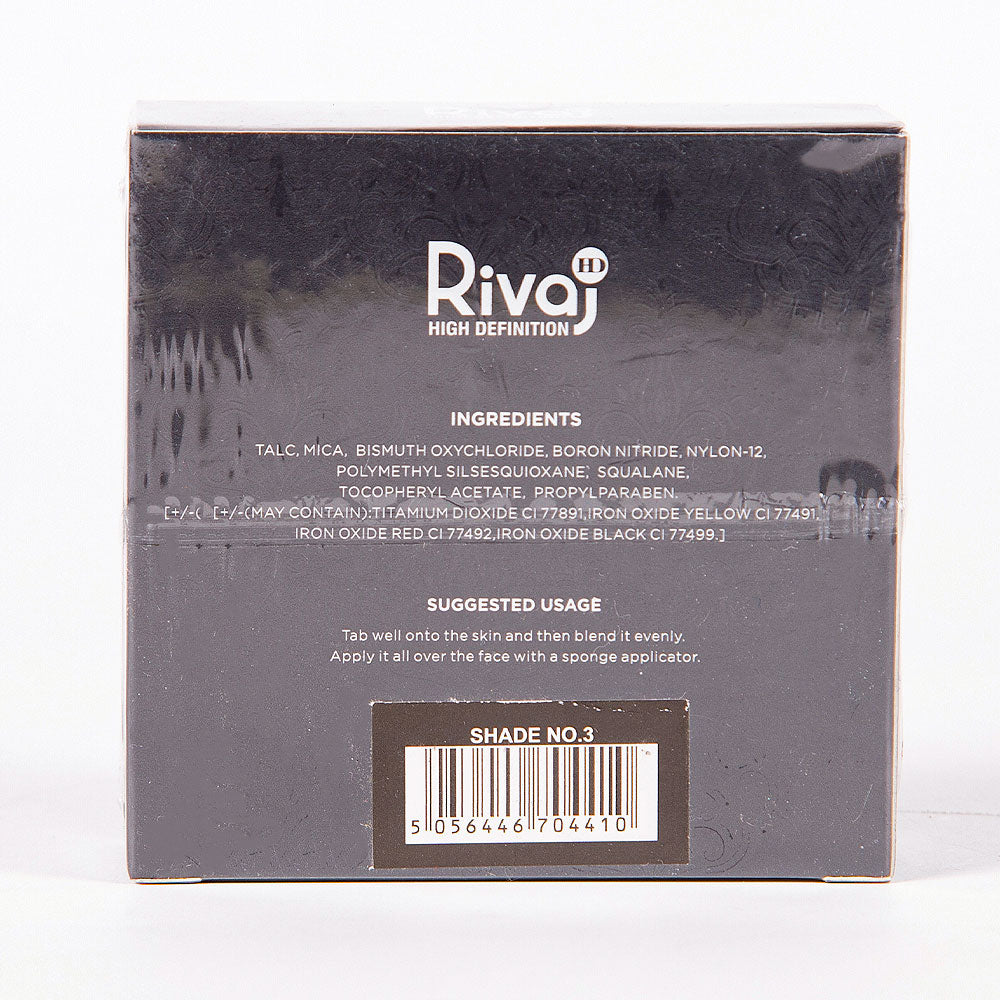 Rivaj HD
HIGH DEFINITION
INGREDIENTS
TALC, MICA, BISMUTH OXYCHLORIDE, BORON NITRIDE, NYLON-12,
POLYMETHYL SILSESQUIOXANE, SQUALANE,
TOCOPHERYL ACETATE, PROPYLPARABEN.
[+/-( [+/-(MAY CONTAIN):TITAMIUM DIOXIDE CI 77891,IRON OXIDE YELLOW CI 77491,
IRON OXIDE RED CI 77492,IRON OXIDE BLACK CI 77499.]
SUGGESTED USAGE
Tab well onto the skin and then blend it evenly.
Apply it all over the face with a sponge applicator.
SHADE NO.3
5 056446 704410